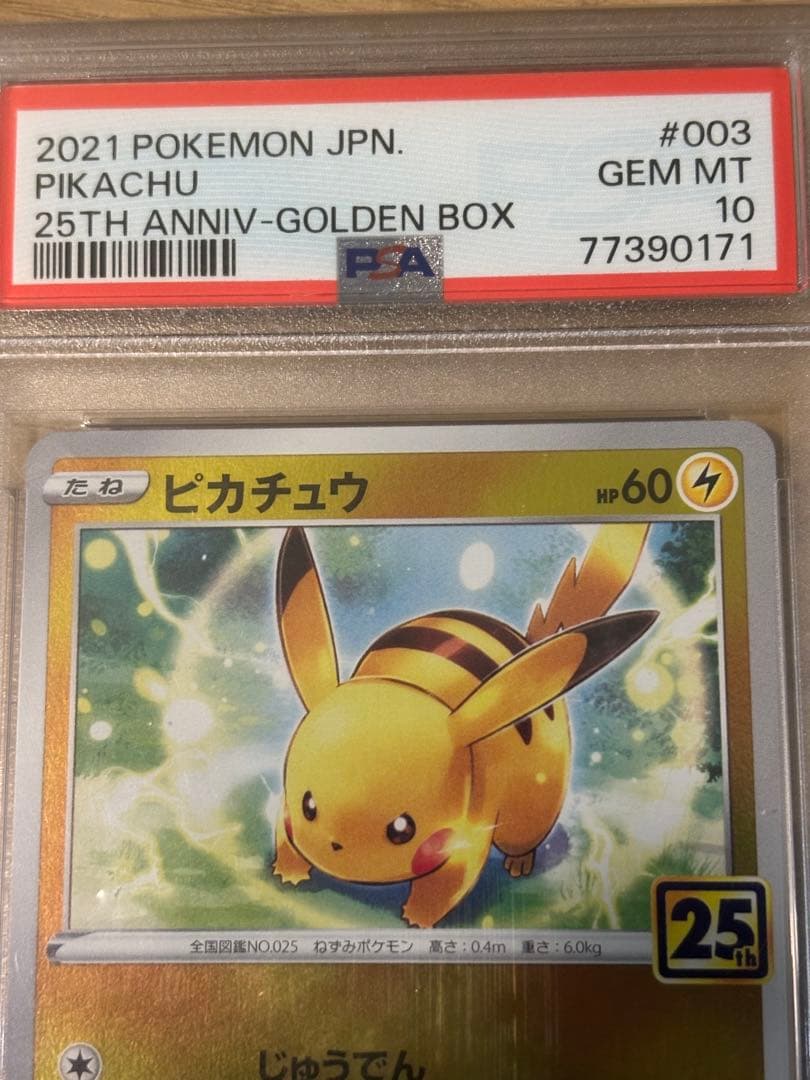 2021 POKEMON JPN. #003
PIKACHU GEM MT
25TH ANNIV-GOLDEN BOX 10
PSA 77390171
たね ピカチュウ HP60
全国図鑑NO.025 ねずみポケモン 高さ:0.4m 重さ:6.0kg
25th
じゅうでん